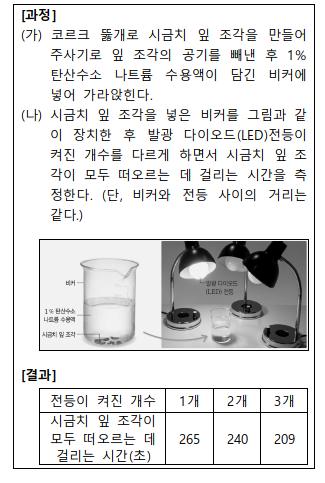 [과정]
(가) 코르크 뚫개로 시금치 잎 조각을 만들어
주사기로 잎 조각의 공기를 빼낸 후 1%
탄산수소 나트륨 수용액이 담긴 비커에
넣어 가라앉힌다.
(나) 시금치 잎 조각을 넣은 비커를 그림과 같
이 장치한 후 발광 다이오드(LED)전등이
켜진 개수를 다르게 하면서 시금치 잎 조
각이 모두 떠오르는 데 걸리는 시간을 측
정한다. (단, 비커와 전등 사이의 거리는
같다.)
비커
1% 탄산수소
나트륨 수용액
시금치 잎 조각
발광 다이오드
(LED) 전등
[결과]
전등이 켜진 개수 1개 2개 3개
시금치 잎 조각이
모두 떠오르는 데 265 240 209
걸리는 시간(초)